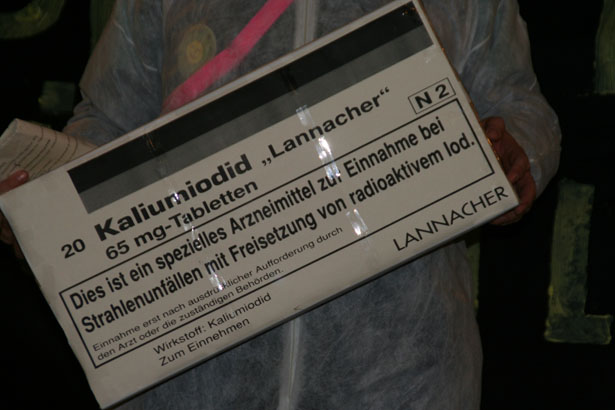 20 Kaliumiodid „Lannacher“
65 mg-Tabletten
N 2
Dies ist ein spezielles Arzneimittel zur Einnahme bei
Strahlenunfällen mit Freisetzung von radioaktivem Iod.
Einnahme erst nach ausdrücklicher Aufforderung durch
den Arzt oder die zuständigen Behörden.
Wirkstoff: Kaliumiodid
Zum Einnehmen
LANNACHER